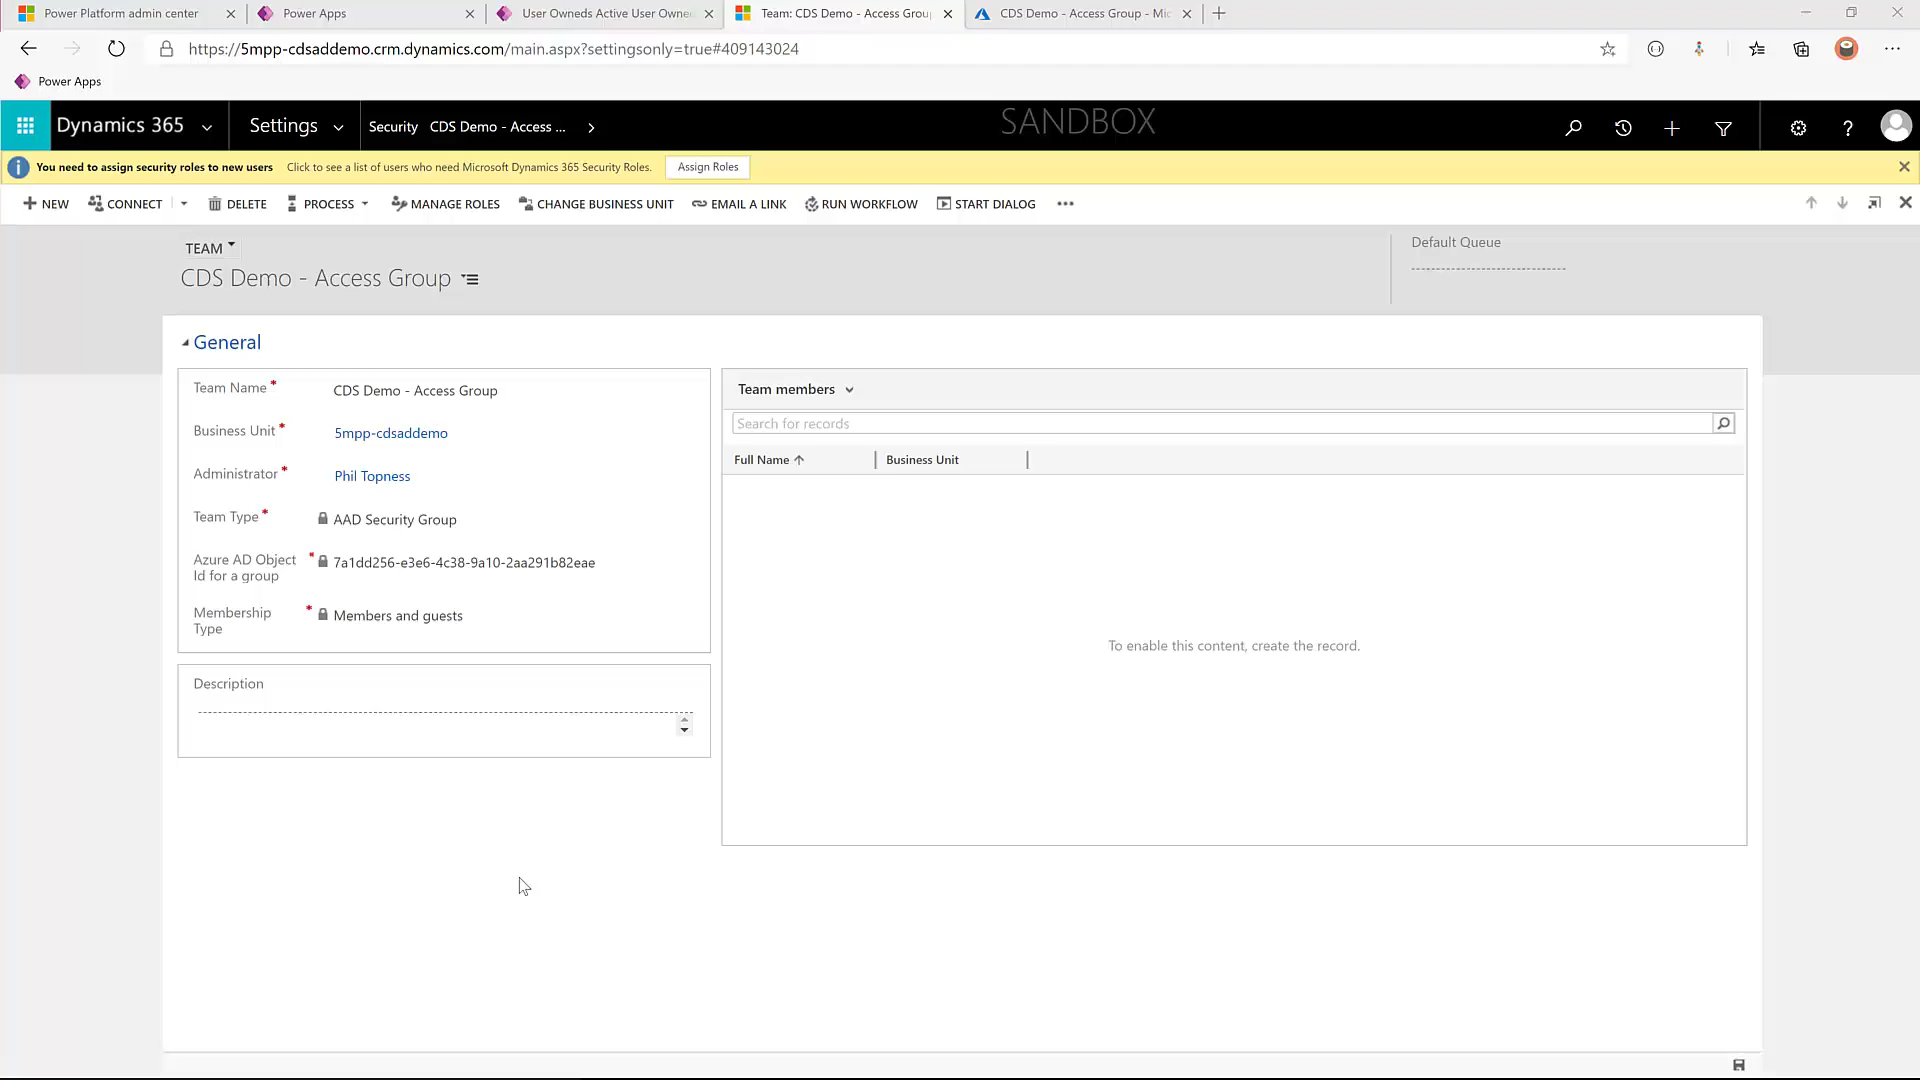 Power Platform admin center
Power Apps
User Owneds Active User Owne
Team: CDS Demo - Access Grou
CDS Demo - Access Group - Mic
https://5mpp-cdsaddemo.crm.dynamics.com/main.aspx?settingsonly=true#409143024
Power Apps
Dynamics 365
Settings
Security
CDS Demo - Access ...
SANDBOX
You need to assign security roles to new users
Click to see a list of users who need Microsoft Dynamics 365 Security Roles.
Assign Roles
NEW
CONNECT
DELETE
PROCESS
MANAGE ROLES
CHANGE BUSINESS UNIT
EMAIL A LINK
RUN WORKFLOW
START DIALOG
TEAM
CDS Demo - Access Group
Default Queue
General
Team Name *
CDS Demo - Access Group
Business Unit *
5mpp-cdsaddemo
Administrator *
Phil Topness
Team Type *
AAD Security Group
Azure AD Object
Id for a group
*
7a1dd256-e3e6-4c38-9a10-2aa291b82eae
Membership
Type
*
Members and guests
Description
Team members
Search for records
Full Name
Business Unit
To enable this content, create the record.